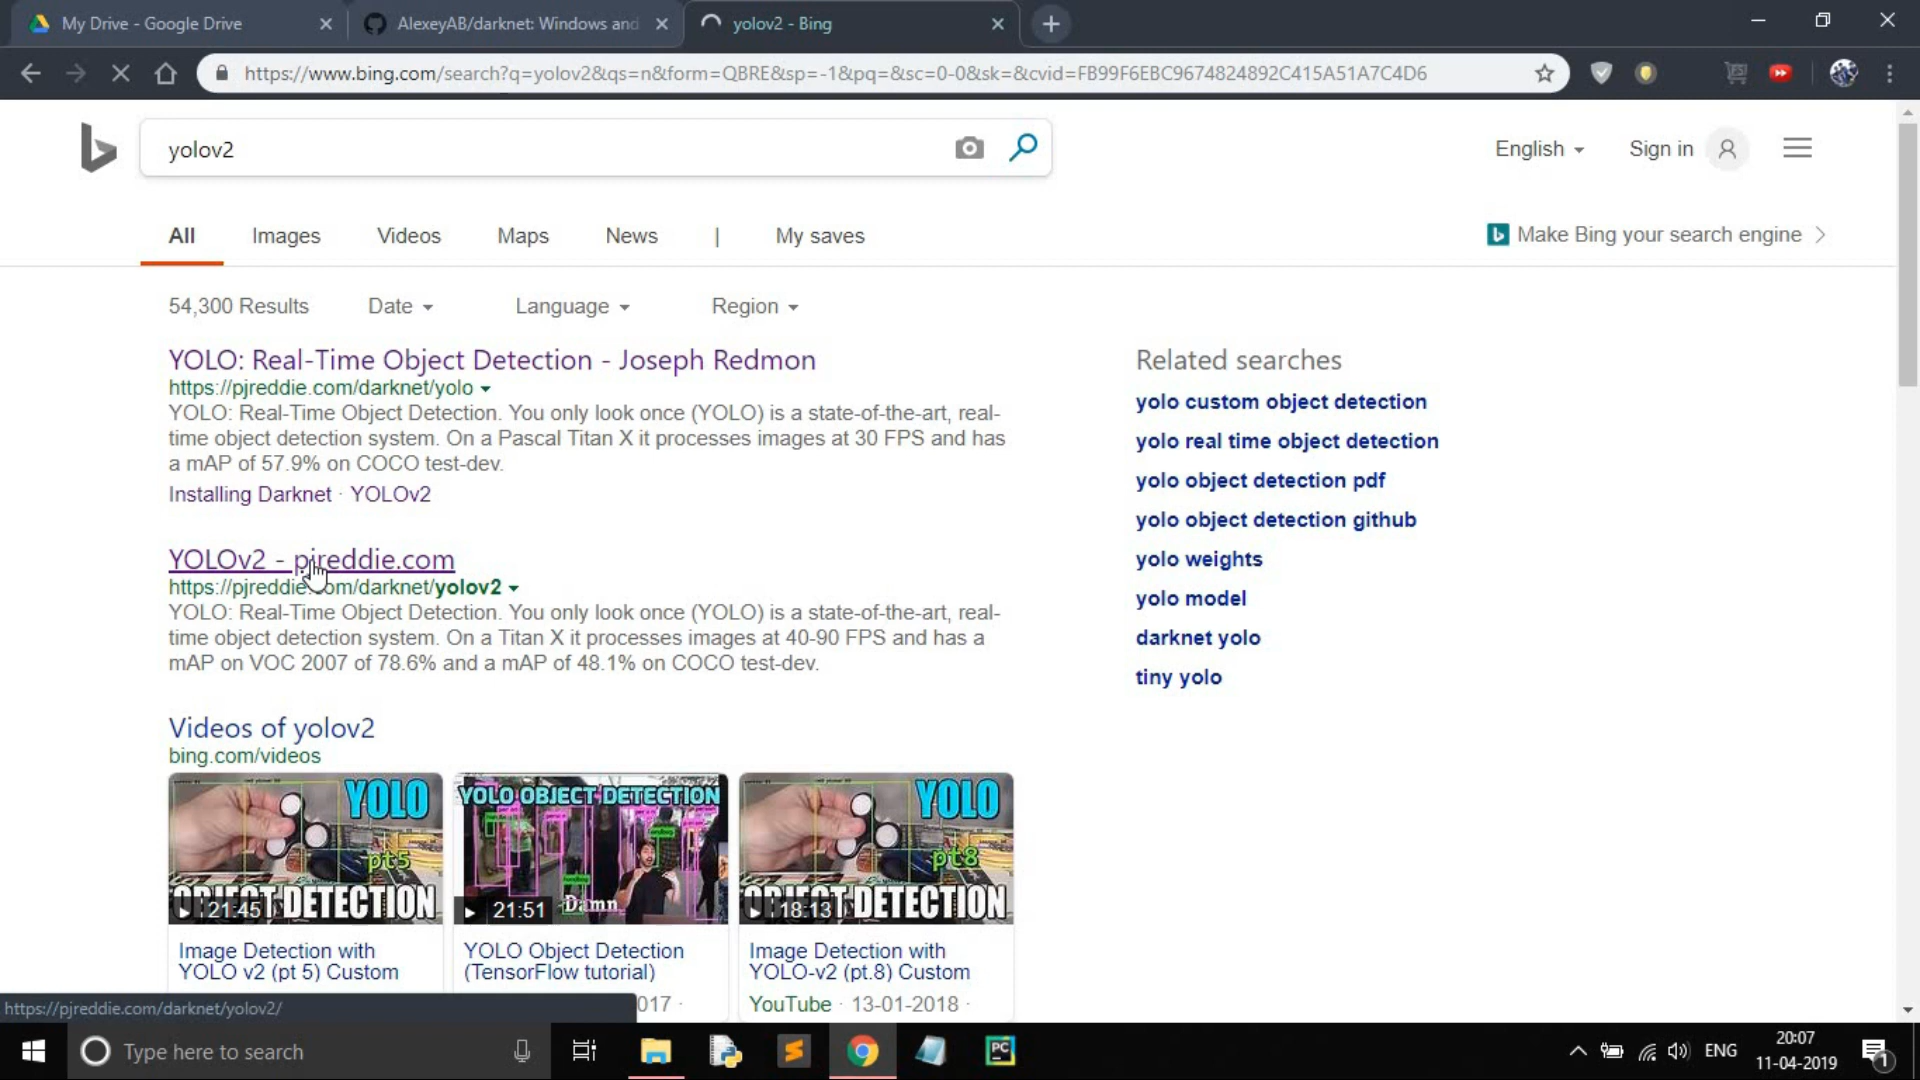 My Drive - Google Drive
AlexeyAB/darknet: Windows and
yolov2 - Bing
https://www.bing.com/search?q=yolov2&qs=n&form=QBRE&sp=-1&pq=&sc=0-0&sk=&cvid=FB99F6EBC9674824892C415A51A7C4D6
yolov2
English
Sign in
All
Images
Videos
Maps
News
|
My saves
Make Bing your search engine
54,300 Results
Date
Language
Region
YOLO: Real-Time Object Detection - Joseph Redmon
https://pjreddie.com/darknet/yolo
YOLO: Real-Time Object Detection. You only look once (YOLO) is a state-of-the-art, real-
time object detection system. On a Pascal Titan X it processes images at 30 FPS and has
a mAP of 57.9% on COCO test-dev.
Installing Darknet · YOLOv2
YOLOv2 - pjreddie.com
https://pjreddie.com/darknet/yolov2
YOLO: Real-Time Object Detection. You only look once (YOLO) is a state-of-the-art, real-
time object detection system. On a Titan X it processes images at 40-90 FPS and has a
mAP on VOC 2007 of 78.6% and a mAP of 48.1% on COCO test-dev.
Related searches
yolo custom object detection
yolo real time object detection
yolo object detection pdf
yolo object detection github
yolo weights
yolo model
darknet yolo
tiny yolo
Videos of yolov2
bing.com/videos
YOLO
pt5
OBJECT DETECTION
21:45
YOLO OBJECT DETECTION
Damn
21:51
YOLO
pt8
OBJECT DETECTION
18:13
Image Detection with
YOLO v2 (pt 5) Custom
YOLO Object Detection
(TensorFlow tutorial)
017 ·
Image Detection with
YOLO-v2 (pt.8) Custom
YouTube · 13-01-2018 ·
https://pjreddie.com/darknet/yolov2/
Type here to search
PC
ENG
20:07
11-04-2019
1